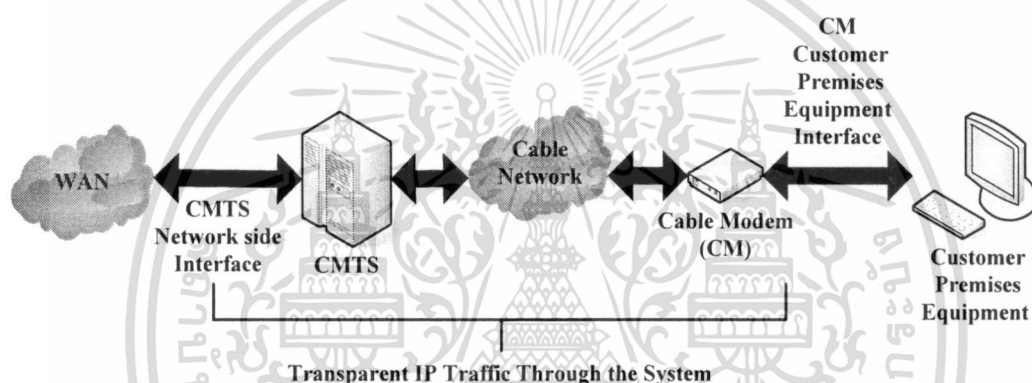 WAN
CMTS
Network side
Interface
CMTS
Cable
Network
Cable Modem
(CM)
CM
Customer
Premises
Equipment
Interface
Customer
Premises
Equipment
Transparent IP Traffic Through the System